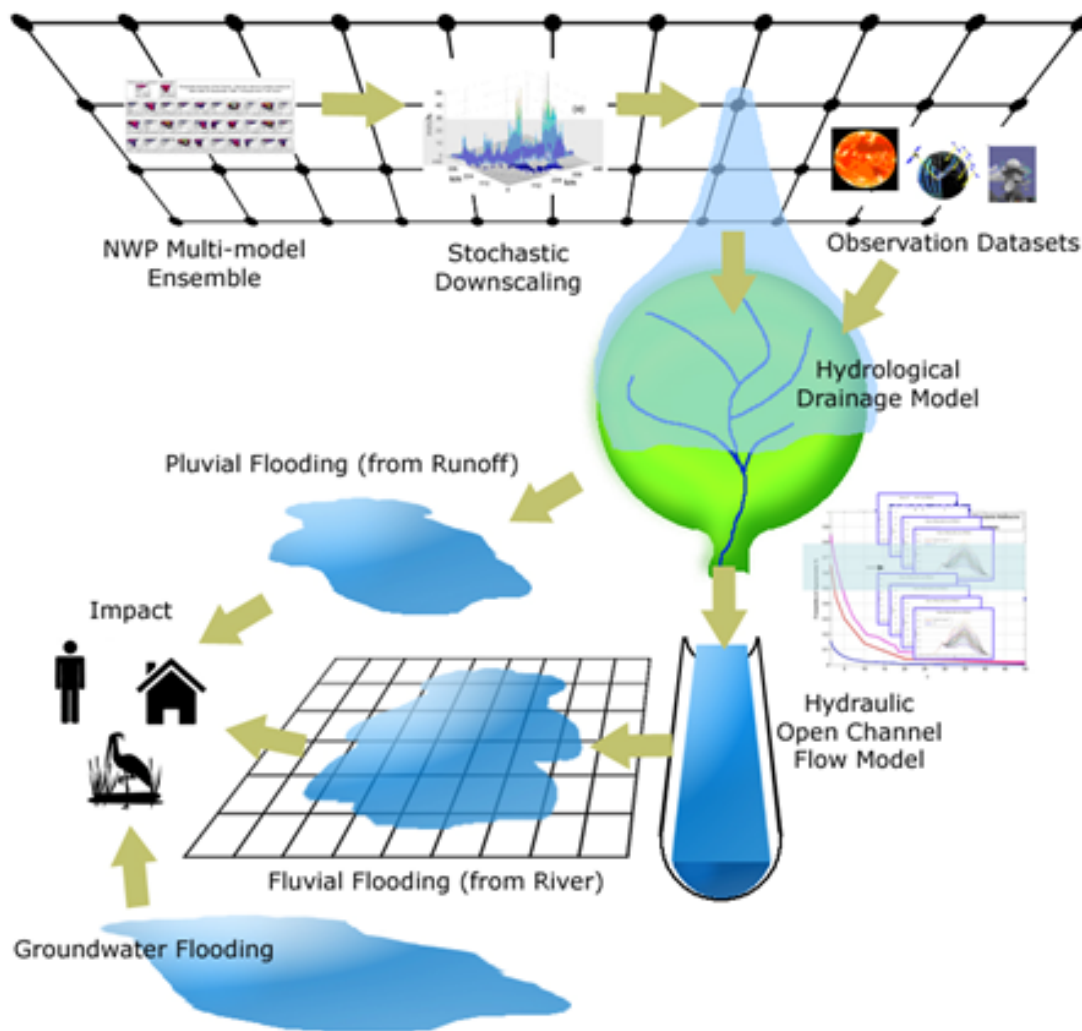 NWP Multi-model
Ensemble
Stochastic
Downscaling
Observation Datasets
Hydrological
Drainage Model
Pluvial Flooding (from Runoff)
Impact
Hydraulic
Open Channel
Flow Model
Fluvial Flooding (from River)
Groundwater Flooding